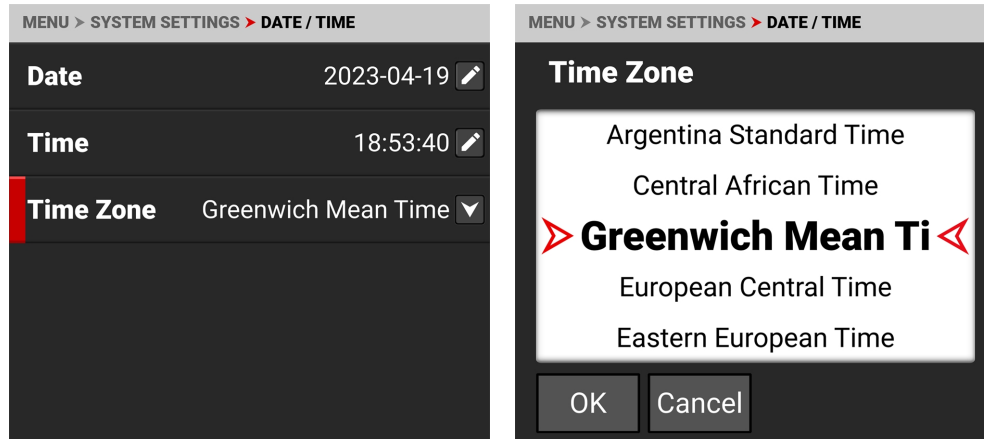 MENU > SYSTEM SETTINGS > DATE / TIME
Date 2023-04-19
Time 18:53:40
Time Zone Greenwich Mean Time
MENU > SYSTEM SETTINGS > DATE / TIME
Time Zone
Argentina Standard Time
Central African Time
Greenwich Mean Ti
European Central Time
Eastern European Time
OK Cancel